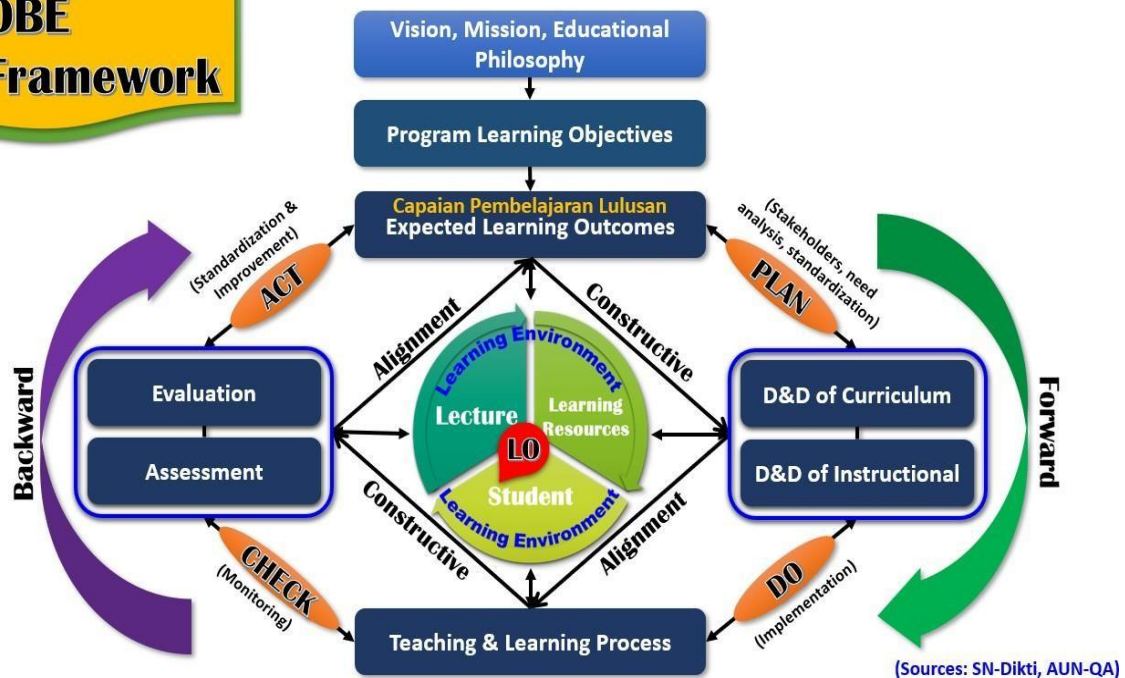 OBE
Framework
Vision, Mission, Educational
Philosophy
Program Learning Objectives
Capaian Pembelajaran Lulusan
Expected Learning Outcomes
(Standardization &
Improvement)
ACT
(Stakeholders, need
analysis, standardization)
PLAN
Alignment
Constructive
Backward
Forward
Evaluation
Assessment
Learning Environment
Lecture
Learning
Resources
LO
Student
Learning Environment
D&D of Curriculum
D&D of Instructional
Constructive
Alignment
CHECK
(Monitoring)
DO
(Implementation)
Teaching & Learning Process
(Sources: SN-Dikti, AUN-QA)